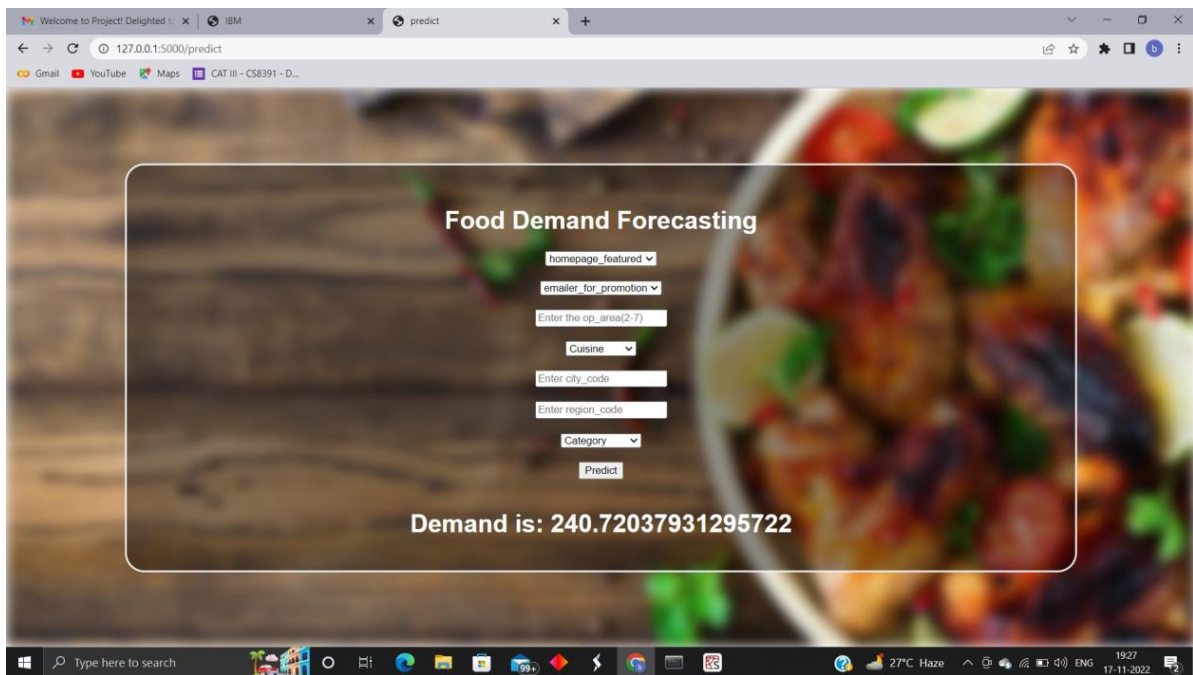 Welcome to Project! Delighted to
IBM
predict
127.0.0.1:5000/predict
b
Gmail
YouTube
Maps
CAT III - CS8391 - D...
Food Demand Forecasting
homepage_featured
emailer_for_promotion
Enter the op_area(2-7)
Cuisine
Enter city_code
Enter region_code
Category
Predict
Demand is: 240.72037931295722
Type here to search
99+
27°C Haze
ENG
19:27
17-11-2022
2